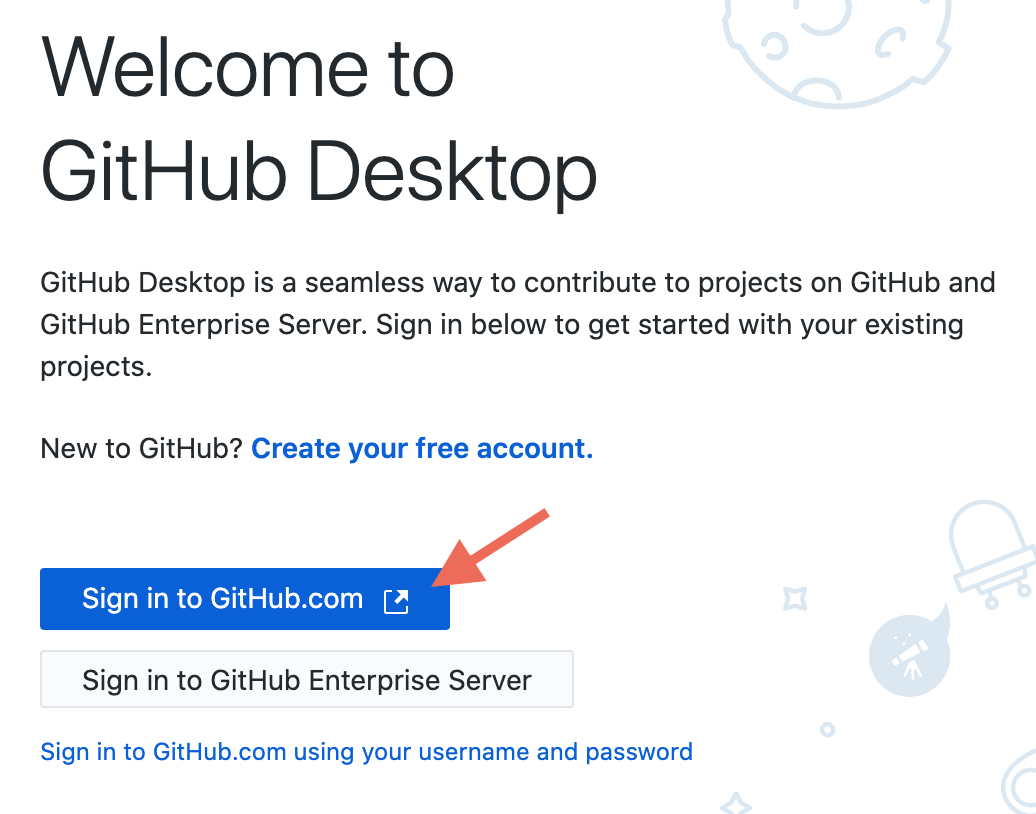 Welcome to
GitHub Desktop
GitHub Desktop is a seamless way to contribute to projects on GitHub and
GitHub Enterprise Server. Sign in below to get started with your existing
projects.
New to GitHub? Create your free account.
Sign in to GitHub.com
Sign in to GitHub Enterprise Server
Sign in to GitHub.com using your username and password